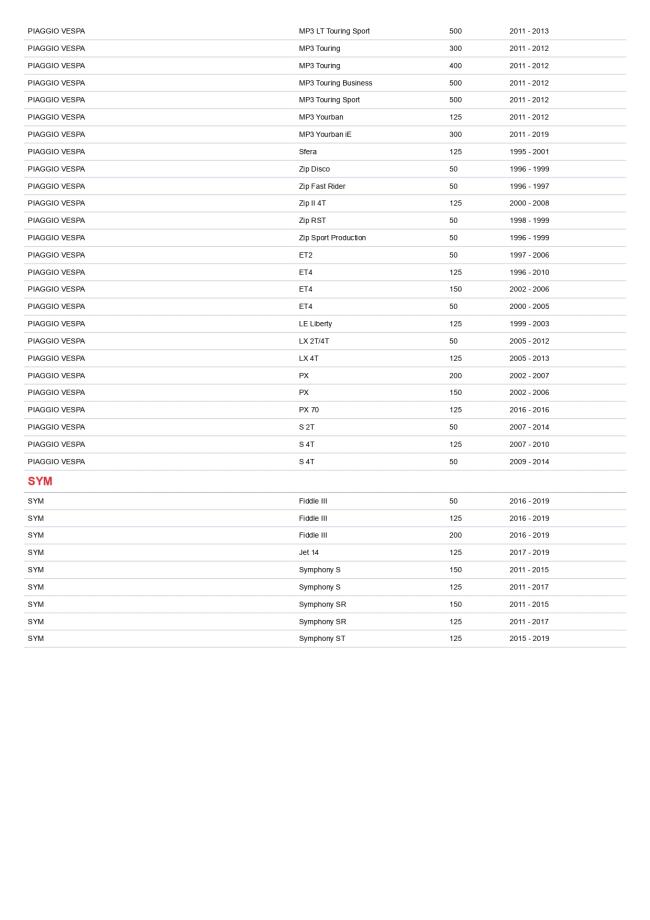 PIAGGIO VESPA MP3 LT Touring Sport 500 2011 - 2013
PIAGGIO VESPA MP3 Touring 300 2011 - 2012
PIAGGIO VESPA MP3 Touring 400 2011 - 2012
PIAGGIO VESPA MP3 Touring Business 500 2011 - 2012
PIAGGIO VESPA MP3 Touring Sport 500 2011 - 2012
PIAGGIO VESPA MP3 Yourban 125 2011 - 2012
PIAGGIO VESPA MP3 Yourban iE 300 2011 - 2019
PIAGGIO VESPA Sfera 125 1995 - 2001
PIAGGIO VESPA Zip Disco 50 1996 - 1999
PIAGGIO VESPA Zip Fast Rider 50 1996 - 1997
PIAGGIO VESPA Zip II 4T 125 2000 - 2008
PIAGGIO VESPA Zip RST 50 1998 - 1999
PIAGGIO VESPA Zip Sport Production 50 1996 - 1999
PIAGGIO VESPA ET2 50 1997 - 2006
PIAGGIO VESPA ET4 125 1996 - 2010
PIAGGIO VESPA ET4 150 2002 - 2006
PIAGGIO VESPA ET4 50 2000 - 2005
PIAGGIO VESPA LE Liberty 125 1999 - 2003
PIAGGIO VESPA LX 2T/4T 50 2005 - 2012
PIAGGIO VESPA LX 4T 125 2005 - 2013
PIAGGIO VESPA PX 200 2002 - 2007
PIAGGIO VESPA PX 150 2002 - 2006
PIAGGIO VESPA PX 70 125 2016 - 2016
PIAGGIO VESPA S 2T 50 2007 - 2014
PIAGGIO VESPA S 4T 125 2007 - 2010
PIAGGIO VESPA S 4T 50 2009 - 2014
SYM
SYM Fiddle III 50 2016 - 2019
SYM Fiddle III 125 2016 - 2019
SYM Fiddle III 200 2016 - 2019
SYM Jet 14 125 2017 - 2019
SYM Symphony S 150 2011 - 2015
SYM Symphony S 125 2011 - 2017
SYM Symphony SR 150 2011 - 2015
SYM Symphony SR 125 2011 - 2017
SYM Symphony ST 125 2015 - 2019